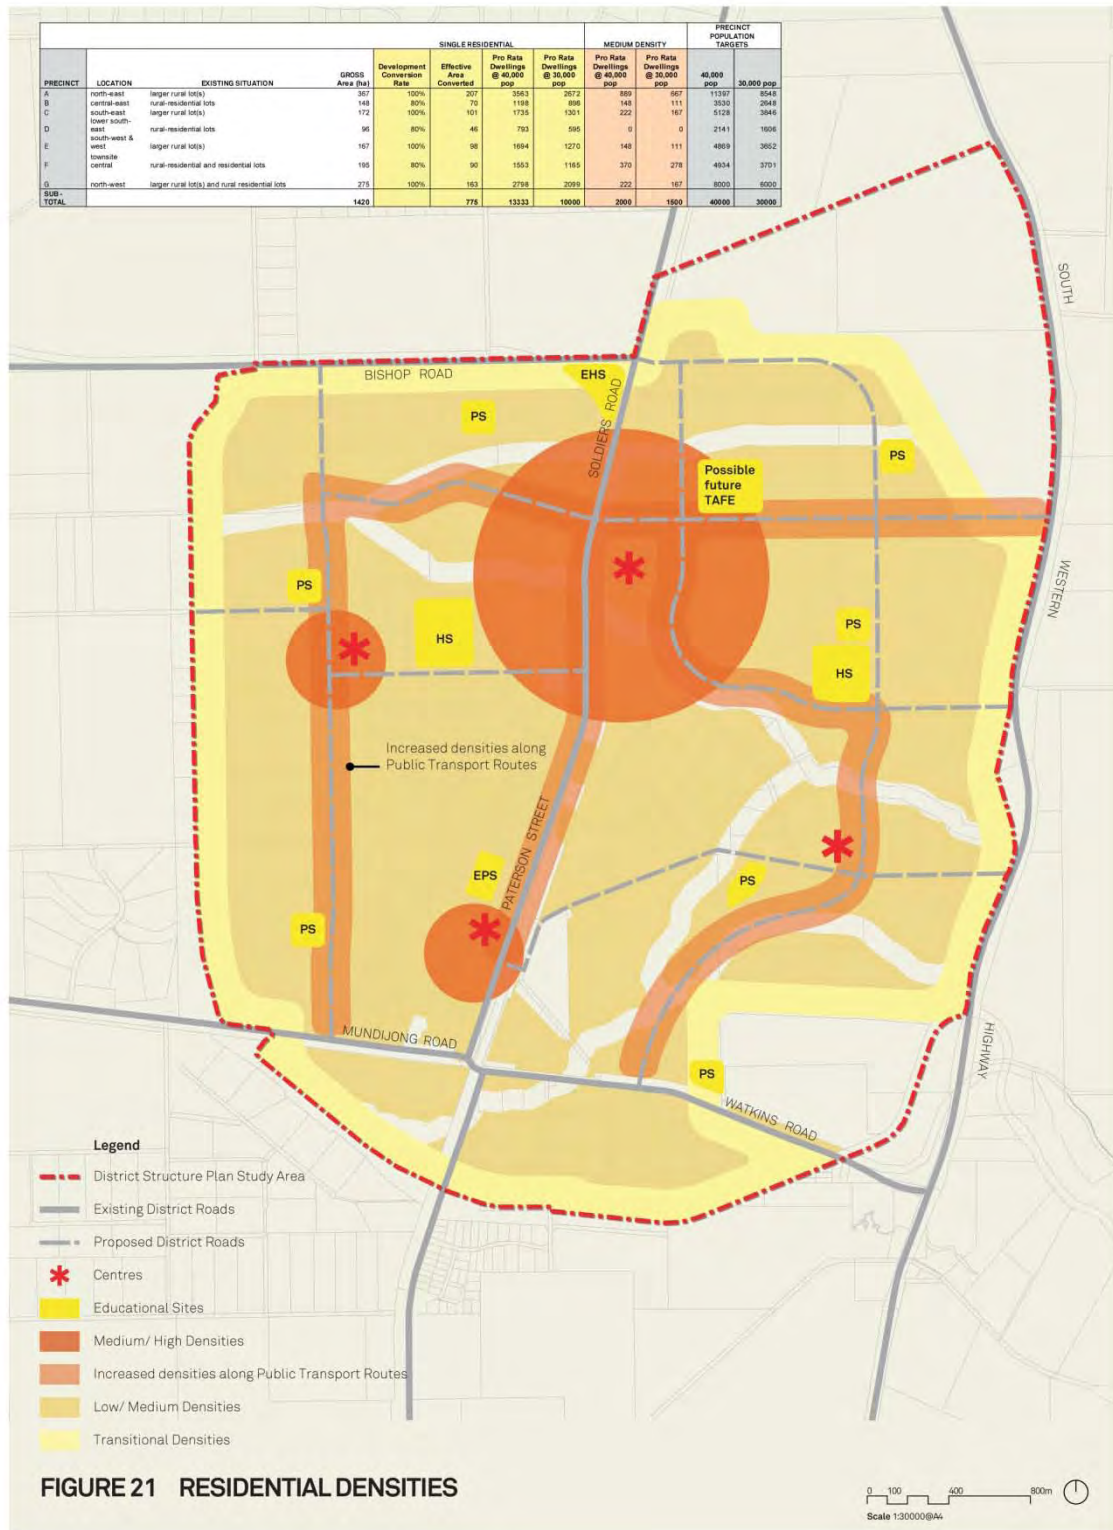 SINGLE RESIDENTIAL MEDIUM DENSITY PRECINCT POPULATION TARGETS
PRECINCT LOCATION EXISTING SITUATION GROSS Area (ha) Development Conversion Rate Effective Area Converted Pro Rata Dwellings @ 40,000 pop Pro Rata Dwellings @ 30,000 pop Pro Rata Dwellings @ 40,000 pop Pro Rata Dwellings @ 30,000 pop 40,000 pop 30,000 pop
A north-east larger rural lot(s) 367 100% 207 3563 2672 889 667 11397 8548
B central-east rural-residential lots 148 80% 70 1198 898 148 111 3530 2648
C south-east larger rural lot(s) 172 100% 101 1735 1301 222 167 5128 3846
D lower south-east rural-residential lots 96 80% 46 793 595 0 0 2141 1606
E south-west & west larger rural lot(s) 167 100% 98 1694 1270 148 111 4869 3652
F townsite central rural-residential and residential lots 195 80% 90 1553 1165 370 278 4934 3701
G north-west larger rural lot(s) and rural residential lots 275 100% 163 2798 2099 222 167 8000 6000
SUB-TOTAL 1420 775 13333 10000 2000 1500 40000 30000
SOUTH
BISHOP ROAD
EHS
SOLDIERS ROAD
PS
PS
Possible
future
TAFE
WESTERN
PS
HS
PS
HS
Increased densities along
Public Transport Routes
PATERSON STREET
EPS
PS
PS
MUNDIJONG ROAD
HIGHWAY
PS
WATKINS ROAD
Legend
District Structure Plan Study Area
Existing District Roads
Proposed District Roads
Centres
Educational Sites
Medium/ High Densities
Increased densities along Public Transport Routes
Low/ Medium Densities
Transitional Densities
FIGURE 21 RESIDENTIAL DENSITIES
0 100 400 800m
Scale 1:30000@A4